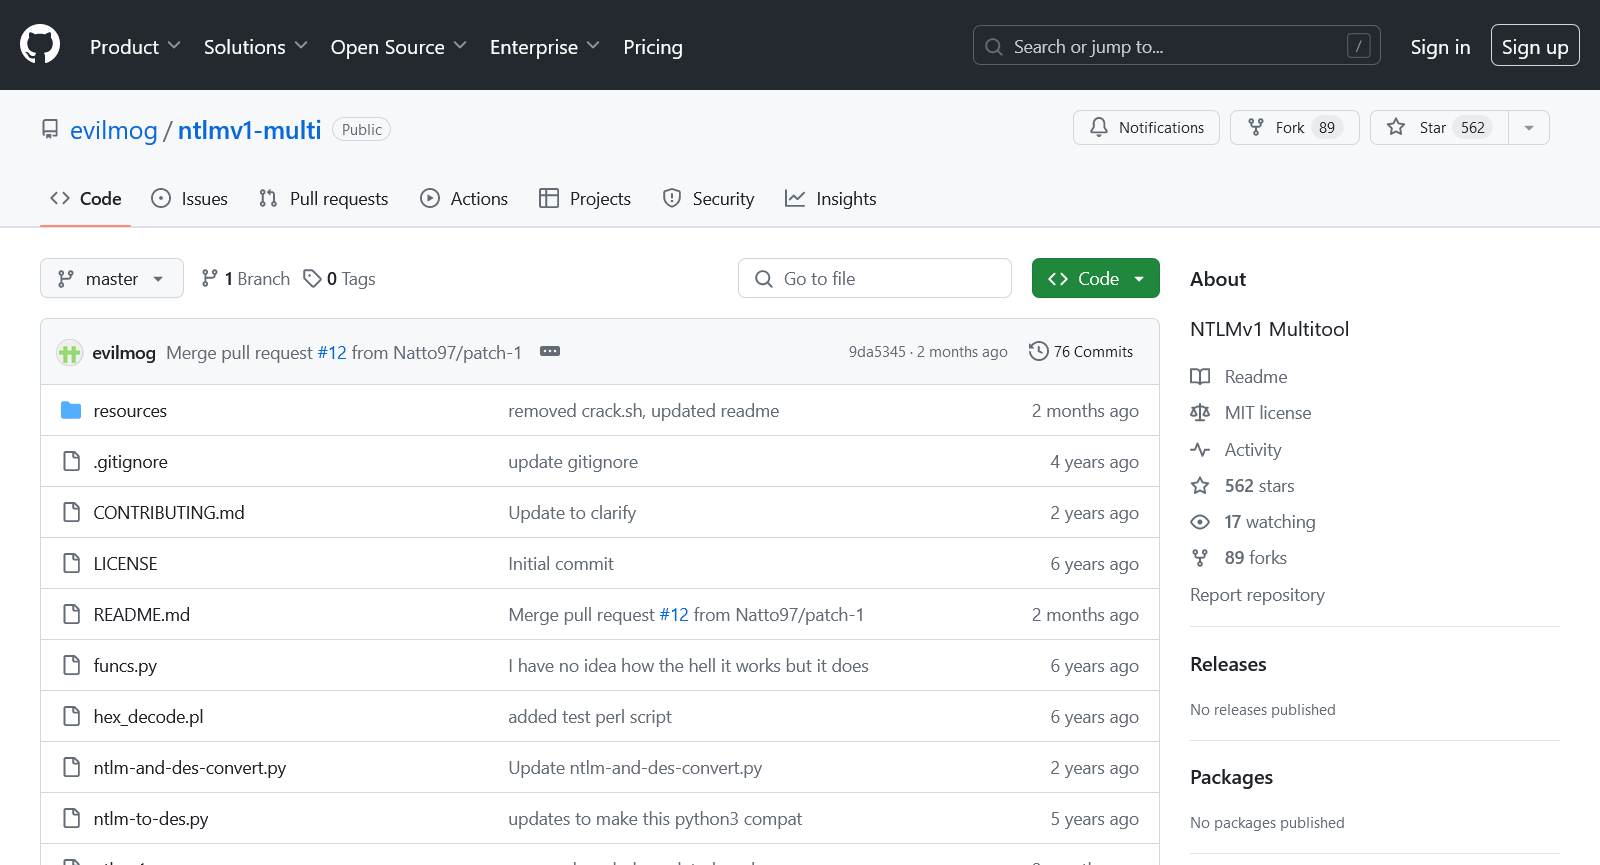 Product Solutions Open Source Enterprise Pricing Search or jump to... / Sign in Sign up
evilmog / ntlmv1-multi Public Notifications Fork 89 Star 562
Code Issues Pull requests Actions Projects Security Insights
master 1 Branch 0 Tags Go to file Code
evilmog Merge pull request #12 from Natto97/patch-1 9da5345 · 2 months ago 76 Commits
resources removed crack.sh, updated readme 2 months ago
.gitignore update gitignore 4 years ago
CONTRIBUTING.md Update to clarify 2 years ago
LICENSE Initial commit 6 years ago
README.md Merge pull request #12 from Natto97/patch-1 2 months ago
funcs.py I have no idea how the hell it works but it does 6 years ago
hex_decode.pl added test perl script 6 years ago
ntlm-and-des-convert.py Update ntlm-and-des-convert.py 2 years ago
ntlm-to-des.py updates to make this python3 compat 5 years ago
About
NTLMv1 Multitool
Readme
MIT license
Activity
562 stars
17 watching
89 forks
Report repository
Releases
No releases published
Packages
No packages published